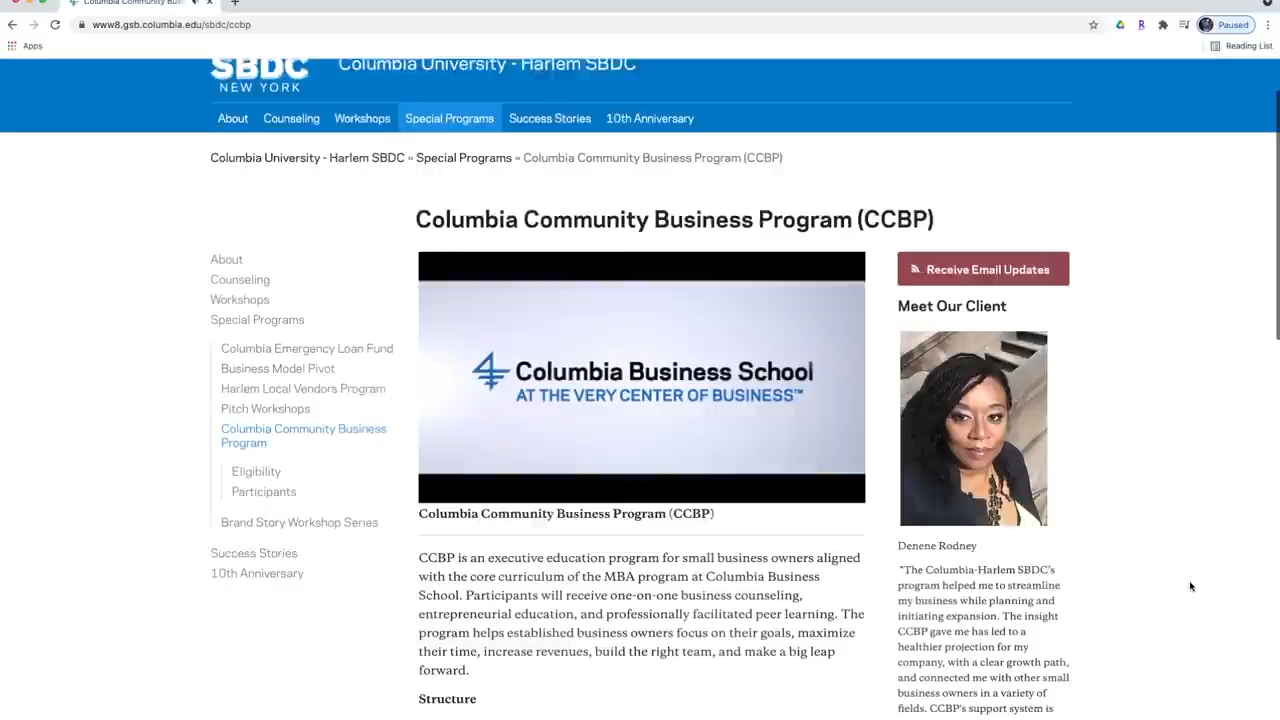 Columbia Community Bus
www8.gsb.columbia.edu/sbdc/ccbp
Paused
Apps
Reading List
SBDC
NEW YORK
Columbia University - Harlem SBDC
About Counseling Workshops Special Programs Success Stories 10th Anniversary
Columbia University - Harlem SBDC » Special Programs » Columbia Community Business Program (CCBP)
Columbia Community Business Program (CCBP)
About
Counseling
Workshops
Special Programs
Columbia Emergency Loan Fund
Business Model Pivot
Harlem Local Vendors Program
Pitch Workshops
Columbia Community Business
Program
Eligibility
Participants
Brand Story Workshop Series
Success Stories
10th Anniversary
Columbia Business School
AT THE VERY CENTER OF BUSINESS™
Columbia Community Business Program (CCBP)
CCBP is an executive education program for small business owners aligned
with the core curriculum of the MBA program at Columbia Business
School. Participants will receive one-on-one business counseling,
entrepreneurial education, and professionally facilitated peer learning. The
program helps established business owners focus on their goals, maximize
their time, increase revenues, build the right team, and make a big leap
forward.
Structure
Receive Email Updates
Meet Our Client
Denene Rodney
"The Columbia-Harlem SBDC's
program helped me to streamline
my business while planning and
initiating expansion. The insight
CCBP gave me has led to a
healthier projection for my
company, with a clear growth path,
and connected me with other small
business owners in a variety of
fields. CCBP's support system is